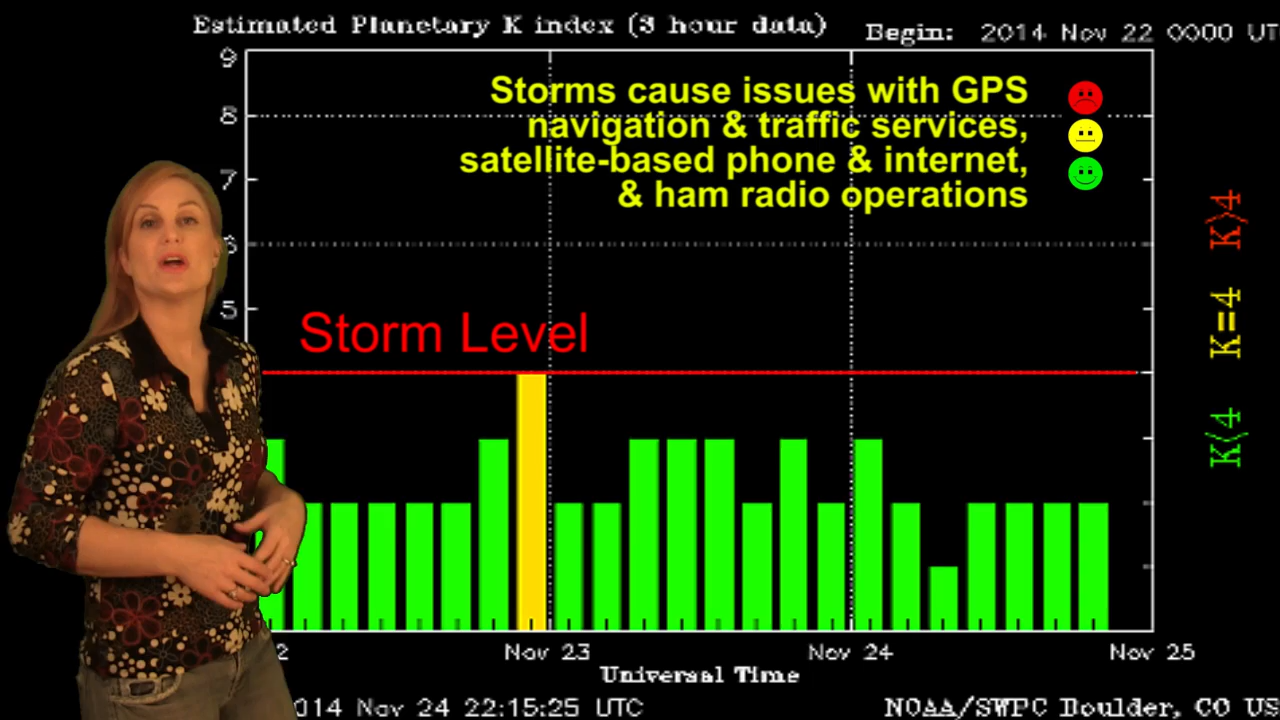 Estimated Planetary K index (3 hour data)
Begin: 2014 Nov 22 0000 UT
9
8
7
6
5
Storms cause issues with GPS
navigation & traffic services,
satellite-based phone & internet,
& ham radio operations
Storm Level
K>4
K=4
K<4
2
Nov 23
Nov 24
Nov 25
Universal Time
014 Nov 24 22:15:25 UTC
NOAA/SWPC Boulder, CO US